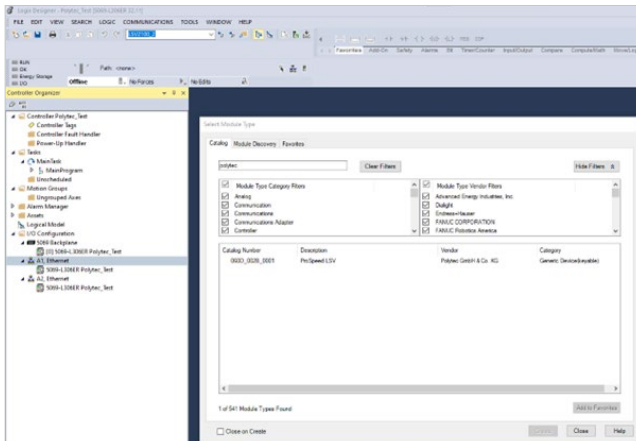 Logix Designer - Polytec_Test [5069-L306ER 32.11]
FILE EDIT VIEW SEARCH LOGIC COMMUNICATIONS TOOLS WINDOW HELP
Favorites Add-On Safety Alarms Bit Timer/Counter Input/Output Compare Compute/Math
RUN
OK
Energy Storage
I/O
Path: <none>
Offline
No Forces
No Edits
Controller Organizer
Controller Polytec_Test
Controller Tags
Controller Fault Handler
Power-Up Handler
Tasks
MainTask
MainProgram
Unscheduled
Motion Groups
Ungrouped Axes
Alarm Manager
Assets
Logical Model
I/O Configuration
5069 Backplane
[0] 5069-L306ER Polytec_Test
A1, Ethernet
5069-L306ER Polytec_Test
A2, Ethernet
5069-L306ER Polytec_Test
Select Module Type
Catalog Module Discovery Favorites
polytec
Clear Filters
Hide Filters
Module Type Category Filters
Analog
Communication
Communications
Communications Adapter
Controller
Module Type Vendor Filters
Advanced Energy Industries, Inc.
Dialight
Endress+Hauser
FANUC CORPORATION
FANUC Robotics America
Catalog Number Description Vendor Category
ProSpeed LSV Polytec GmbH & Co. KG Generic Device(keyable)
1 of 541 Module Types Found
Add to Favorites
Close on Create
Create
Close
Help